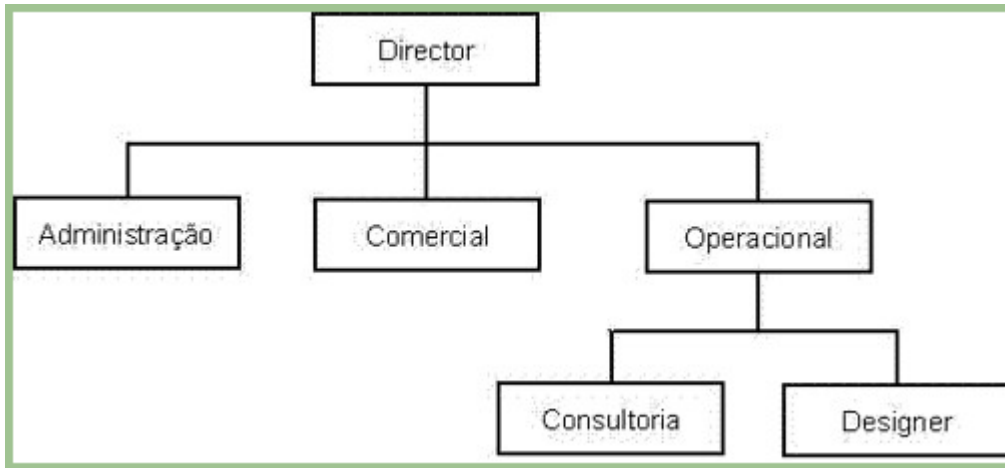 Director
Administração
Comercial
Operacional
Consultoria
Designer